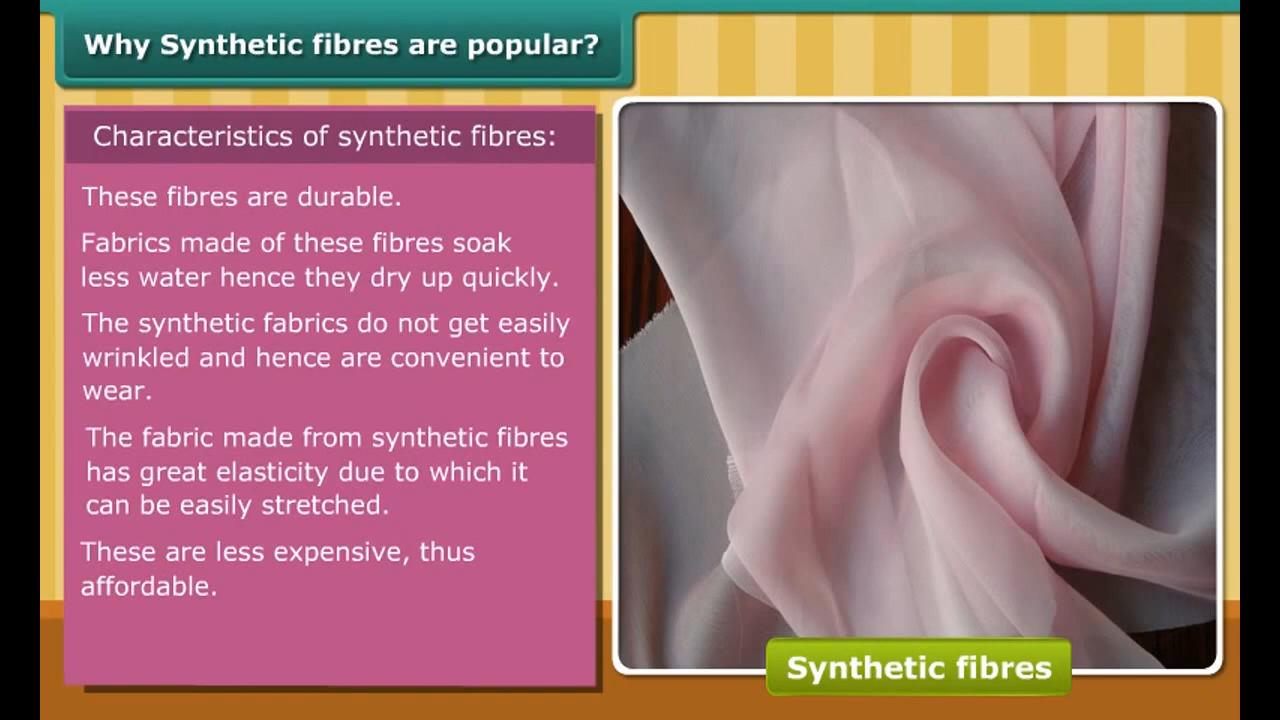 Why Synthetic fibres are popular?
Characteristics of synthetic fibres:
These fibres are durable.
Fabrics made of these fibres soak
less water hence they dry up quickly.
The synthetic fabrics do not get easily
wrinkled and hence are convenient to
wear.
The fabric made from synthetic fibres
has great elasticity due to which it
can be easily stretched.
These are less expensive, thus
affordable.
Synthetic fibres